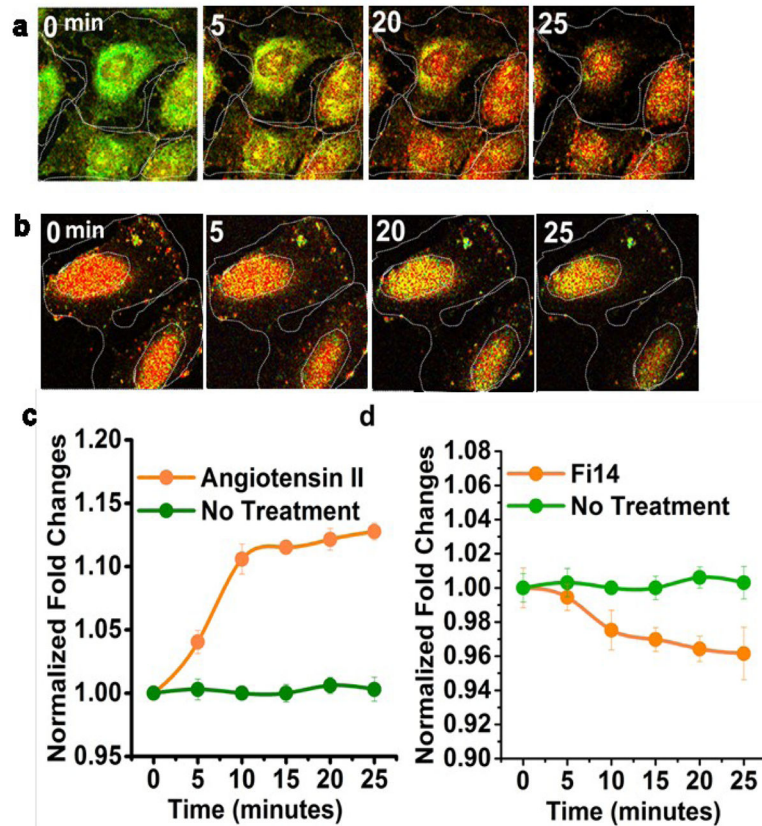 a
0 min
5
20
25
b
0 min
5
20
25
c
Normalized Fold Changes
1.20
1.15
1.10
1.05
1.00
0.95
Angiotensin II
No Treatment
0 5 10 15 20 25
Time (minutes)
d
Normalized Fold Changes
1.08
1.06
1.04
1.02
1.00
0.98
0.96
0.94
0.92
0.90
Fi14
No Treatment
0 5 10 15 20 25
Time (minutes)